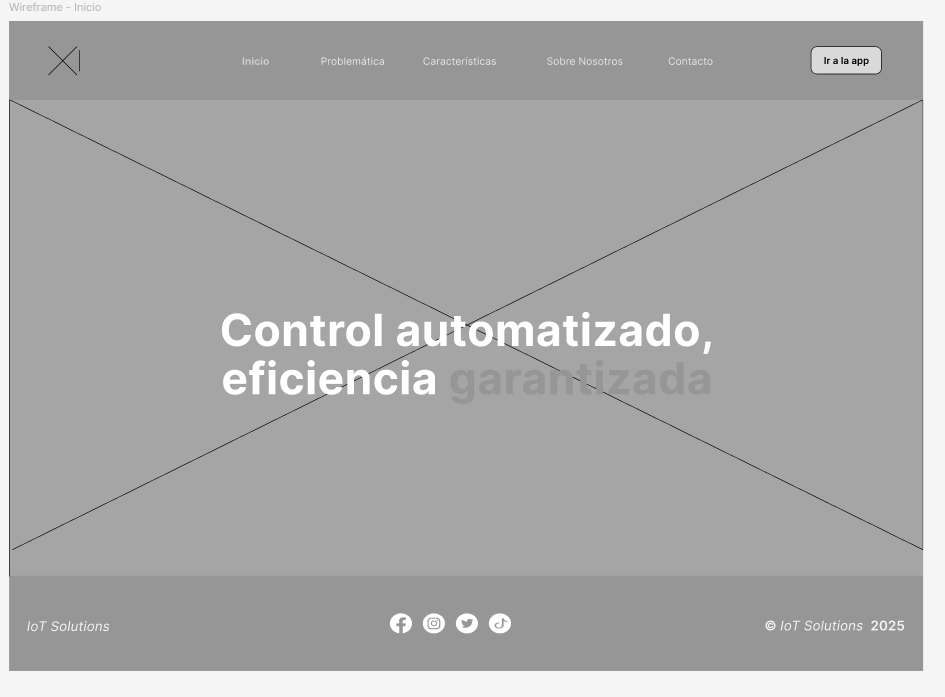 Wireframe - Inicio
Inicio
Problemática
Características
Sobre Nosotros
Contacto
Ir a la app
Control automatizado,
eficiencia garantizada
IoT Solutions
© IoT Solutions 2025